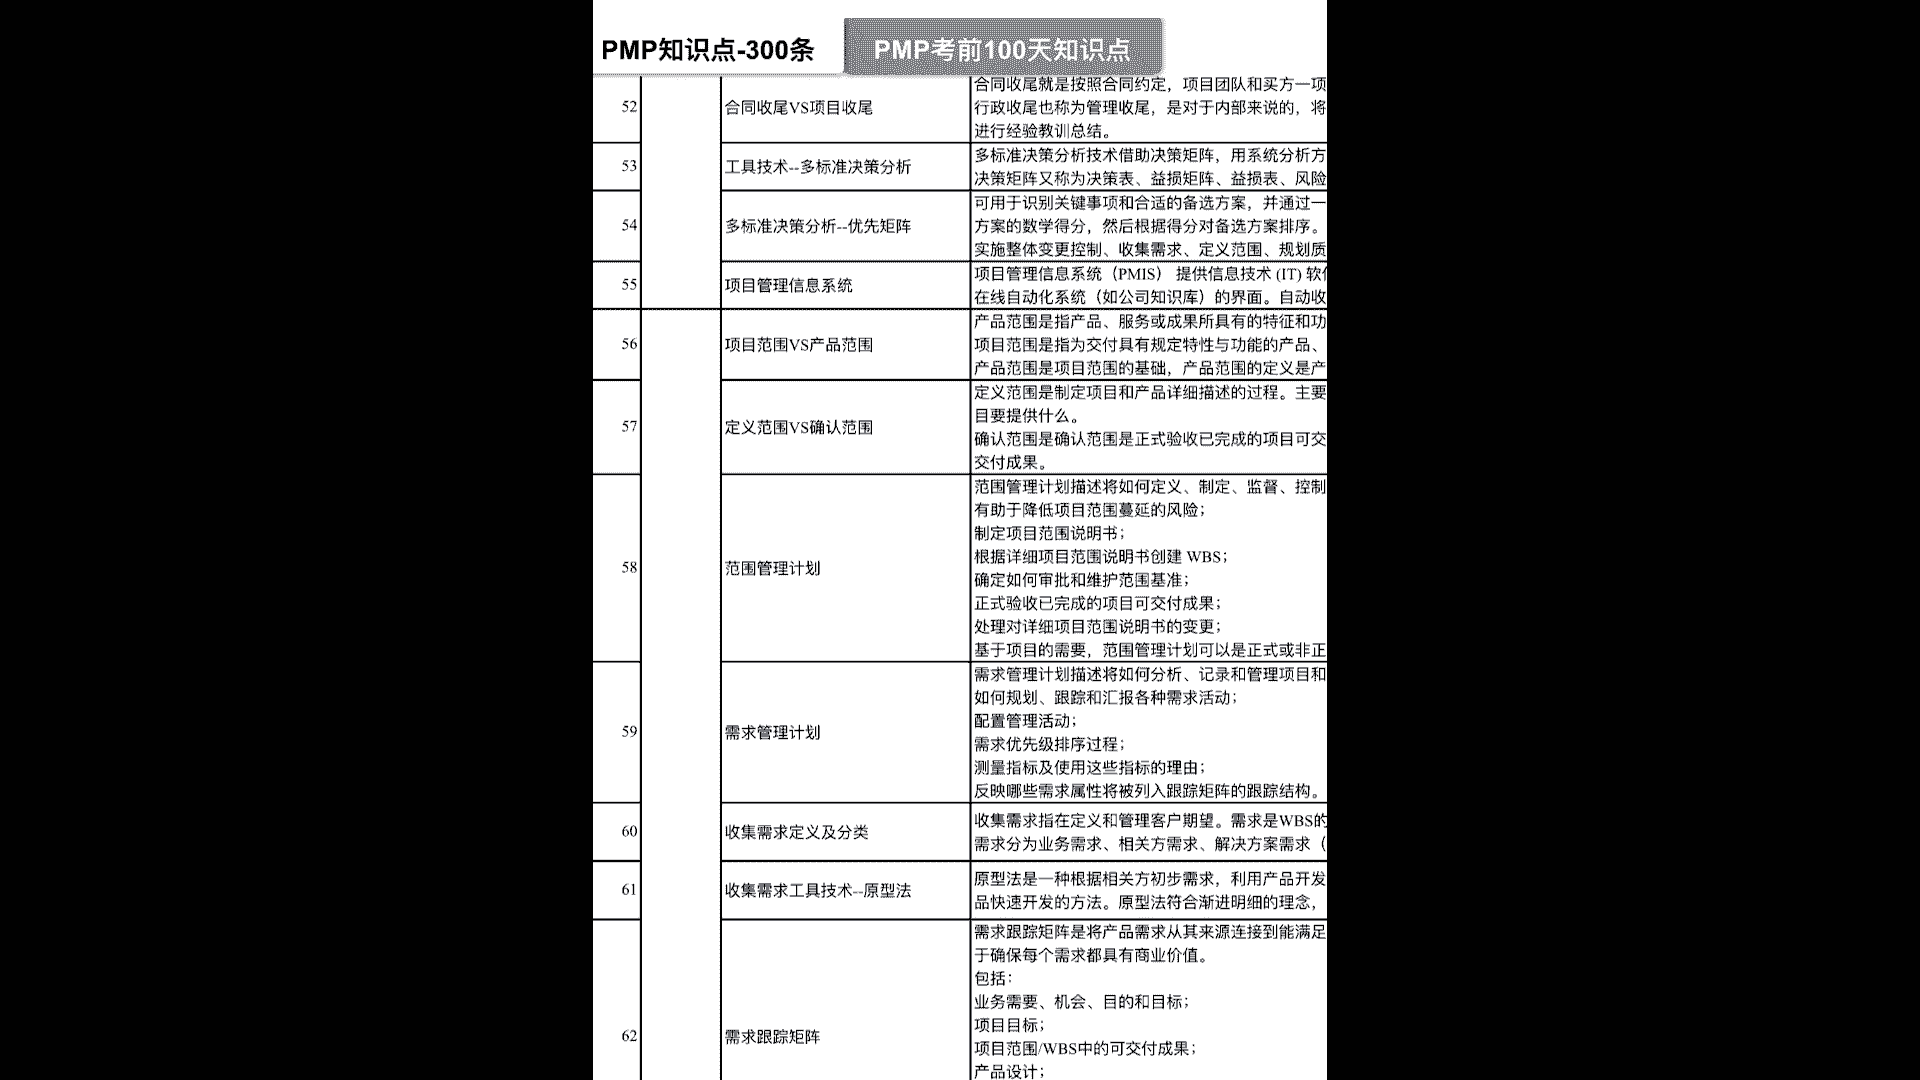 PMP知识点-300条
PMP考前100天知识点
52
合同收尾VS项目收尾
合同收尾就是按照合同约定，项目团队和买方一项
行政收尾也称为管理收尾，是对于内部来说的，将
进行经验教训总结。
53
工具技术--多标准决策分析
多标准决策分析技术借助决策矩阵，用系统分析方
决策矩阵又称为决策表、益损矩阵、益损表、风险
54
多标准决策分析--优先矩阵
可用于识别关键事项和合适的备选方案，并通过一
方案的数学得分，然后根据得分对备选方案排序。
实施整体变更控制、收集需求、定义范围、规划质
55
项目管理信息系统
项目管理信息系统（PMIS） 提供信息技术 (IT) 软
在线自动化系统（如公司知识库）的界面。自动收
56
项目范围VS产品范围
产品范围是指产品、服务或成果所具有的特征和功
项目范围是指为交付具有规定特性与功能的产品、
产品范围是项目范围的基础，产品范围的定义是产
57
定义范围VS确认范围
定义范围是制定项目和产品详细描述的过程。主要
目要提供什么。
确认范围是确认范围是正式验收已完成的项目可交
交付成果。
58
范围管理计划
范围管理计划描述将如何定义、制定、监督、控制
有助于降低项目范围蔓延的风险；
制定项目范围说明书；
根据详细项目范围说明书创建 WBS；
确定如何审批和维护范围基准；
正式验收已完成的项目可交付成果；
处理对详细项目范围说明书的变更；
基于项目的需要，范围管理计划可以是正式或非正
59
需求管理计划
需求管理计划描述将如何分析、记录和管理项目和
如何规划、跟踪和汇报各种需求活动；
配置管理活动；
需求优先级排序过程；
测量指标及使用这些指标的理由；
反映哪些需求属性将被列入跟踪矩阵的跟踪结构。
60
收集需求定义及分类
收集需求指在定义和管理客户期望。需求是WBS的
需求分为业务需求、相关方需求、解决方案需求（
61
收集需求工具技术--原型法
原型法是一种根据相关方初步需求，利用产品开发
品快速开发的方法。原型法符合渐进明细的理念，
62
需求跟踪矩阵
需求跟踪矩阵是将产品需求从其来源连接到能满足
于确保每个需求都具有商业价值。
包括：
业务需要、机会、目的和目标；
项目目标；
项目范围/WBS中的可交付成果；
产品设计；